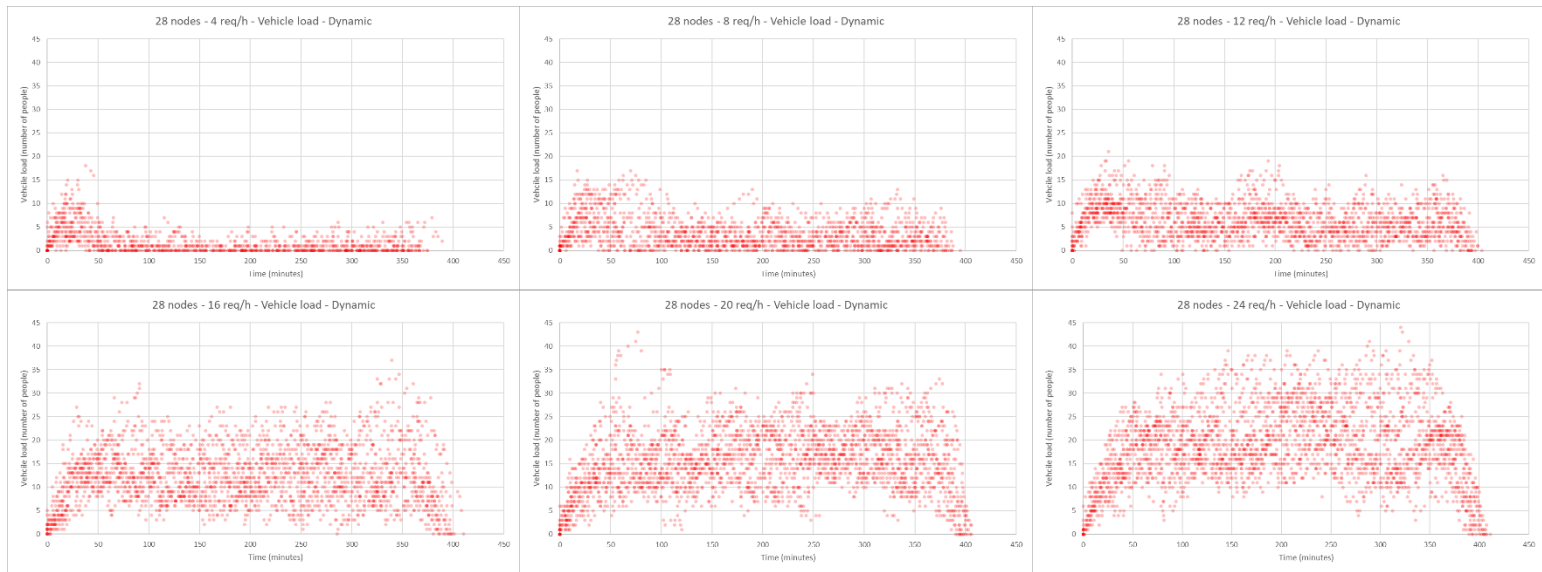 28 nodes - 4 req/h - Vehicle load - Dynamic
45
40
35
30
25
20
15
10
5
0
Vehcile load (number of people)
0 50 100 150 200 250 300 350 400 450
Time (minutes)
28 nodes - 8 req/h - Vehicle load - Dynamic
45
40
35
30
25
20
15
10
5
0
Vehcile load (number of people)
0 50 100 150 200 250 300 350 400 450
Time (minutes)
28 nodes - 12 req/h - Vehicle load - Dynamic
45
40
35
30
25
20
15
10
5
0
Vehcile load (number of people)
0 50 100 150 200 250 300 350 400 450
Time (minutes)
28 nodes - 16 req/h - Vehicle load - Dynamic
45
40
35
30
25
20
15
10
5
0
Vehcile load (number of people)
0 50 100 150 200 250 300 350 400 450
Time (minutes)
28 nodes - 20 req/h - Vehicle load - Dynamic
45
40
35
30
25
20
15
10
5
0
Vehcile load (number of people)
0 50 100 150 200 250 300 350 400 450
Time (minutes)
28 nodes - 24 req/h - Vehicle load - Dynamic
45
40
35
30
25
20
15
10
5
0
Vehcile load (number of people)
0 50 100 150 200 250 300 350 400 450
Time (minutes)